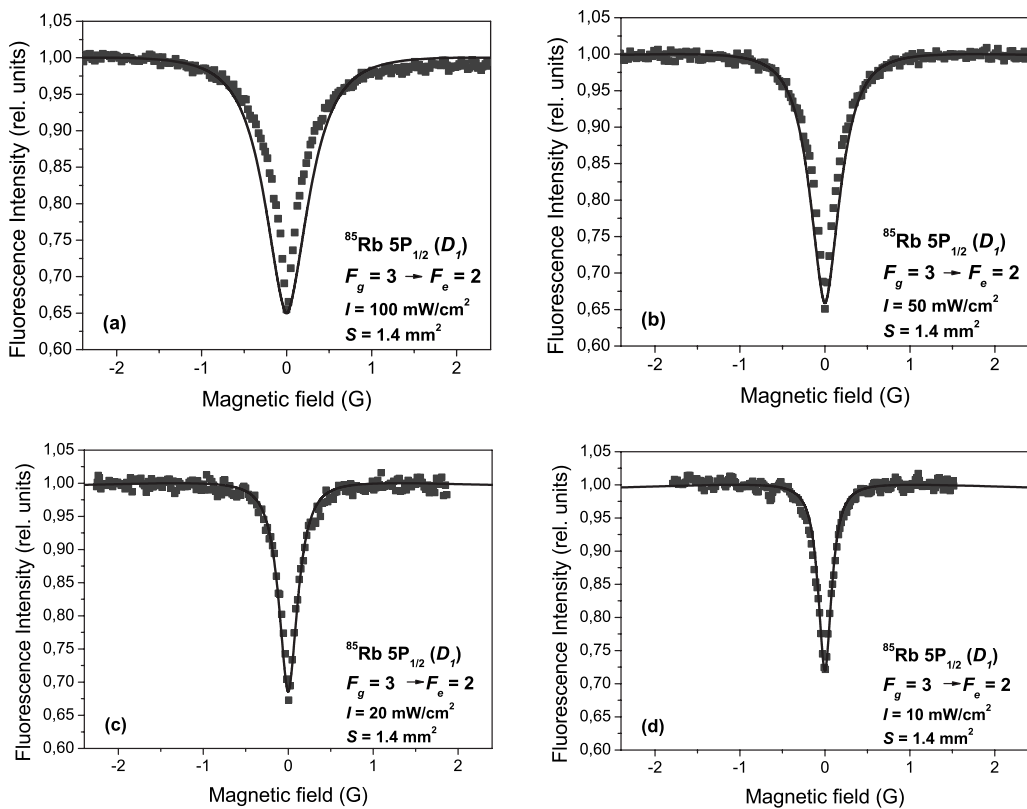 1,05
1,00
0,95
0,90
0,85
0,80
0,75
0,70
0,65
0,60
Fluorescence Intensity (rel. units)
⁸⁵Rb 5P₁/₂ (D₁)
F_g = 3 → F_e = 2
I = 100 mW/cm²
S = 1.4 mm²
(a)
-2 -1 0 1 2
Magnetic field (G)
1,05
1,00
0,95
0,90
0,85
0,80
0,75
0,70
0,65
0,60
Fluorescence Intensity (rel. units)
⁸⁵Rb 5P₁/₂ (D₁)
F_g = 3 → F_e = 2
I = 50 mW/cm²
S = 1.4 mm²
(b)
-2 -1 0 1 2
Magnetic field (G)
1,05
1,00
0,95
0,90
0,85
0,80
0,75
0,70
0,65
0,60
Fluorescence Intensity (rel. units)
⁸⁵Rb 5P₁/₂ (D₁)
F_g = 3 → F_e = 2
I = 20 mW/cm²
S = 1.4 mm²
(c)
-2 -1 0 1 2
Magnetic field (G)
1,05
1,00
0,95
0,90
0,85
0,80
0,75
0,70
0,65
0,60
Fluorescence Intensity (rel. units)
⁸⁵Rb 5P₁/₂ (D₁)
F_g = 3 → F_e = 2
I = 10 mW/cm²
S = 1.4 mm²
(d)
-2 -1 0 1 2
Magnetic field (G)